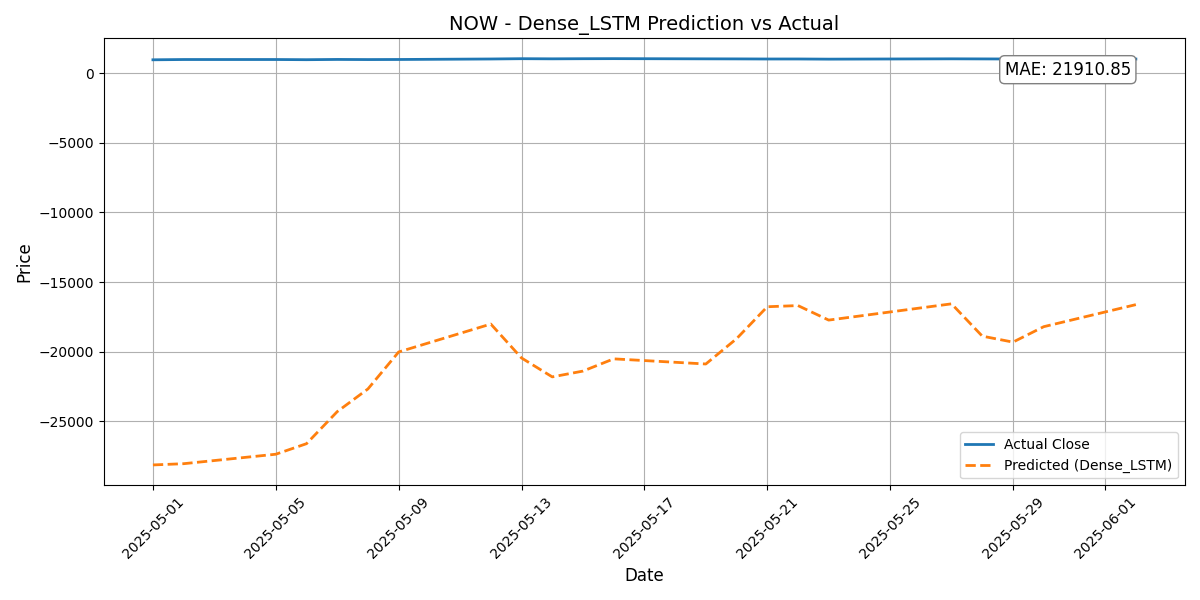 NOW - Dense_LSTM Prediction vs Actual
MAE: 21910.85
Price
0
−5000
−10000
−15000
−20000
−25000
Actual Close
Predicted (Dense_LSTM)
2025-05-01
2025-05-05
2025-05-09
2025-05-13
2025-05-17
2025-05-21
2025-05-25
2025-05-29
2025-06-01
Date